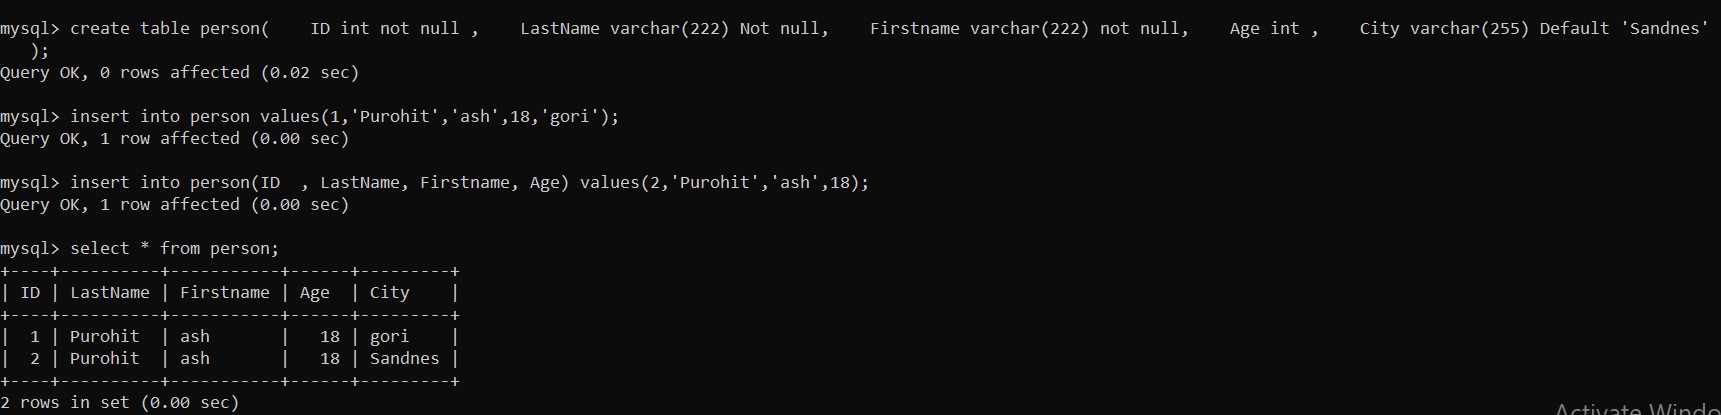 mysql> create table person(    ID int not null ,    LastName varchar(222) Not null,    Firstname varchar(222) not null,    Age int ,    City varchar(255) Default 'Sandnes'
   );
Query OK, 0 rows affected (0.02 sec)
mysql> insert into person values(1,'Purohit','ash',18,'gori');
Query OK, 1 row affected (0.00 sec)
mysql> insert into person(ID  , LastName, Firstname, Age) values(2,'Purohit','ash',18);
Query OK, 1 row affected (0.00 sec)
mysql> select * from person;
+----+----------+-----------+------+---------+
| ID | LastName | Firstname | Age  | City    |
+----+----------+-----------+------+---------+
|  1 | Purohit  | ash       |   18 | gori    |
|  2 | Purohit  | ash       |   18 | Sandnes |
+----+----------+-----------+------+---------+
2 rows in set (0.00 sec)
Activate Windo